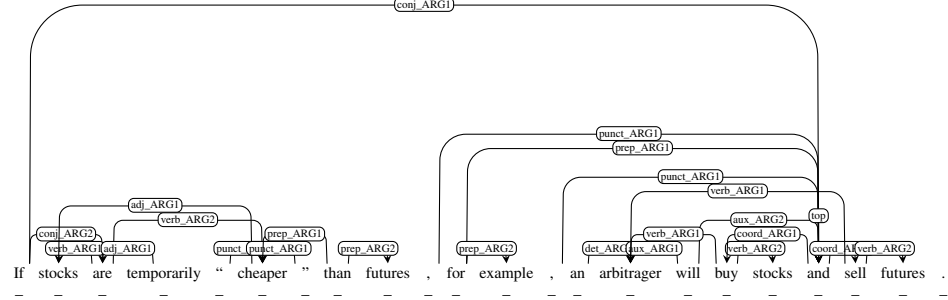 conj_ARG1
punct_ARG1
prep_ARG1
punct_ARG1
verb_ARG1
adj_ARG1
top
verb_ARG2 aux_ARG2
conj_ARG2 prep_ARG1 verb_ARG1 coord_ARG1
verb_ARG1 adj_ARG1 punct_ punct_ARG1 prep_ARG2 prep_ARG2 det_ARG aux_ARG1 verb_ARG2 coord_AR verb_ARG2
If stocks are temporarily “ cheaper ” than futures , for example , an arbitrager will buy stocks and sell futures .
_ _ _ _ _ _ _ _ _ _ _ _ _ _ _ _ _ _ _ _ _ _